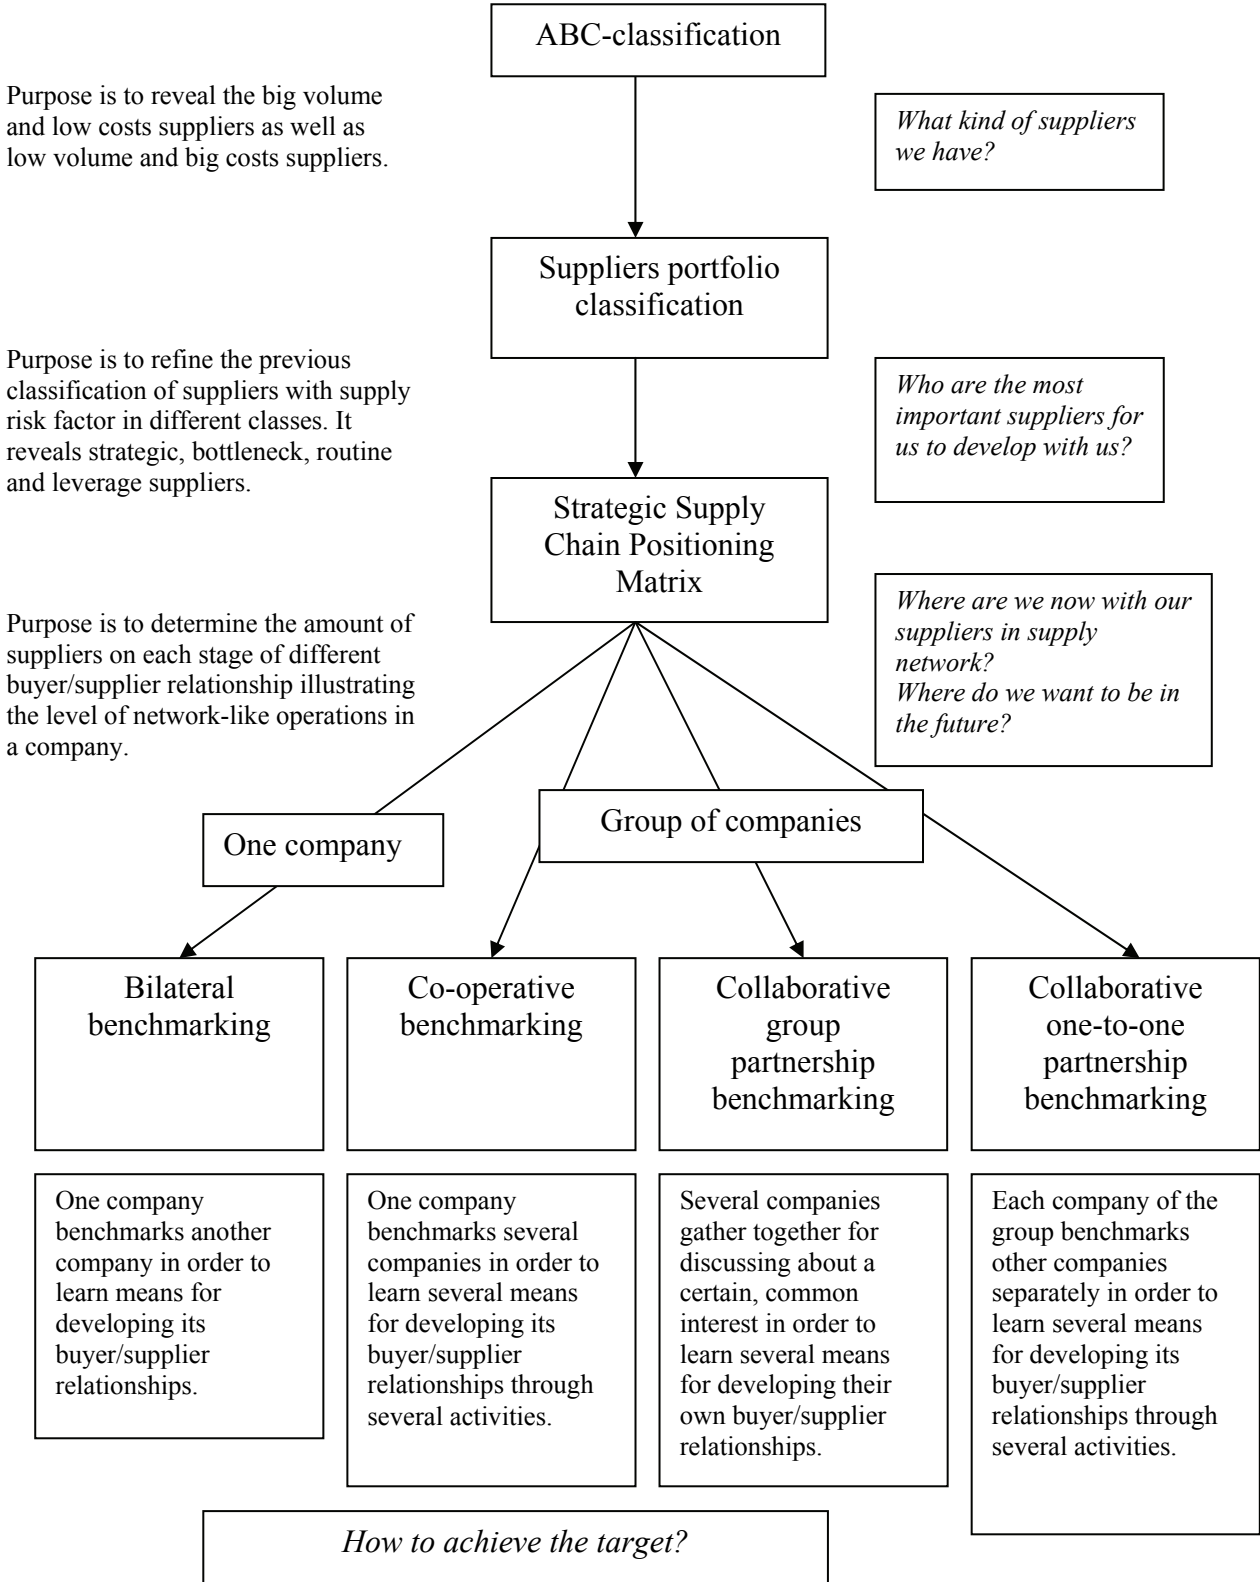 ABC-classification
Purpose is to reveal the big volume
and low costs suppliers as well as
low volume and big costs suppliers.
What kind of suppliers
we have?
Suppliers portfolio
classification
Purpose is to refine the previous
classification of suppliers with supply
risk factor in different classes. It
reveals strategic, bottleneck, routine
and leverage suppliers.
Who are the most
important suppliers for
us to develop with us?
Strategic Supply
Chain Positioning
Matrix
Purpose is to determine the amount of
suppliers on each stage of different
buyer/supplier relationship illustrating
the level of network-like operations in
a company.
Where are we now with our
suppliers in supply
network?
Where do we want to be in
the future?
One company
Group of companies
Bilateral
benchmarking
Co-operative
benchmarking
Collaborative
group
partnership
benchmarking
Collaborative
one-to-one
partnership
benchmarking
One company
benchmarks another
company in order to
learn means for
developing its
buyer/supplier
relationships.
One company
benchmarks several
companies in order to
learn several means
for developing its
buyer/supplier
relationships through
several activities.
Several companies
gather together for
discussing about a
certain, common
interest in order to
learn several means
for developing their
own buyer/supplier
relationships.
Each company of the
group benchmarks
other companies
separately in order to
learn several means
for developing its
buyer/supplier
relationships through
several activities.
How to achieve the target?